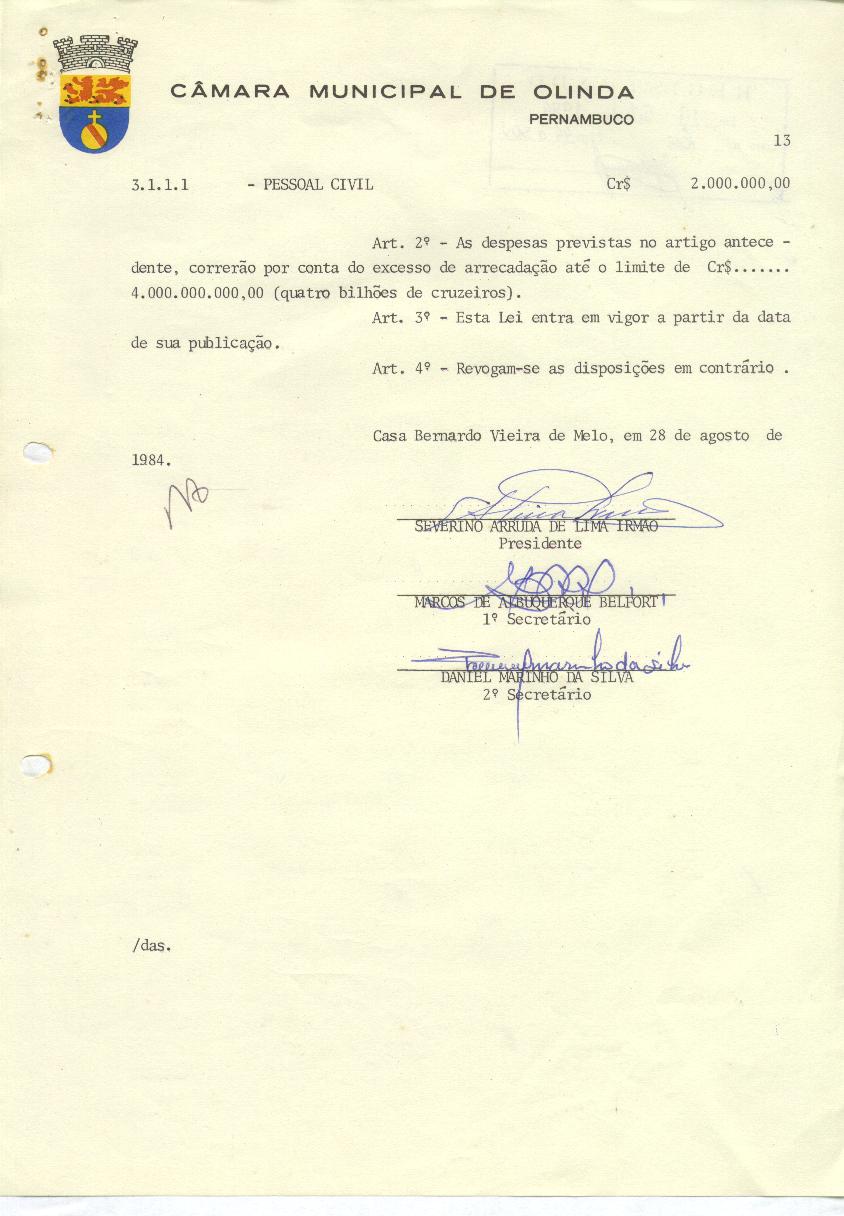 CÂMARA MUNICIPAL DE OLINDA
PERNAMBUCO
13
3.1.1.1 - PESSOAL CIVIL Cr$ 2.000.000,00
Art. 2º - As despesas previstas no artigo antece -
dente, correrão por conta do excesso de arrecadação até o limite de Cr$.......
4.000.000.000,00 (quatro bilhões de cruzeiros).
Art. 3º - Esta Lei entra em vigor a partir da data
de sua publicação.
Art. 4º - Revogam-se as disposições em contrário .
Casa Bernardo Vieira de Melo, em 28 de agosto de
1984.
SEVERINO ARRUDA DE LIMA IRMÃO
Presidente
MARCOS DE ALBUQUERQUE BELFORT
1º Secretário
marinho da silva
DANIEL MARINHO DA SILVA
2º Secretário
/das.